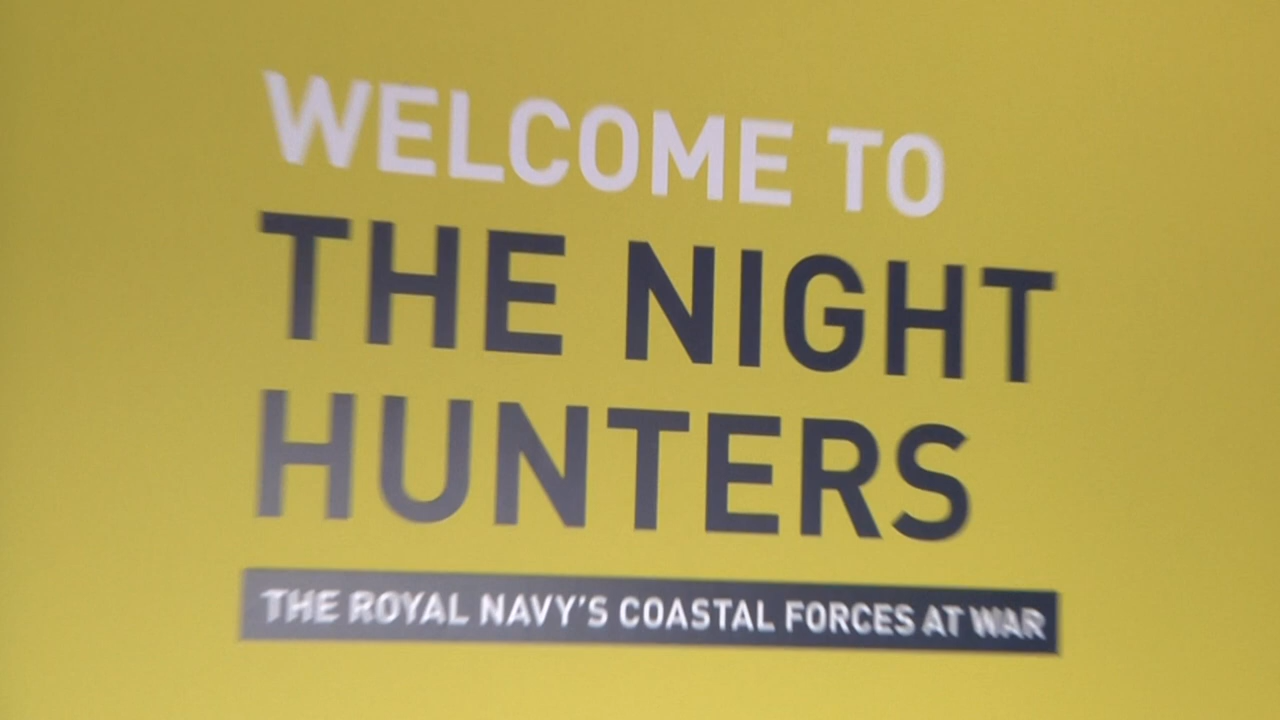 WELCOME TO
THE NIGHT
HUNTERS
THE ROYAL NAVY'S COASTAL FORCES AT WAR